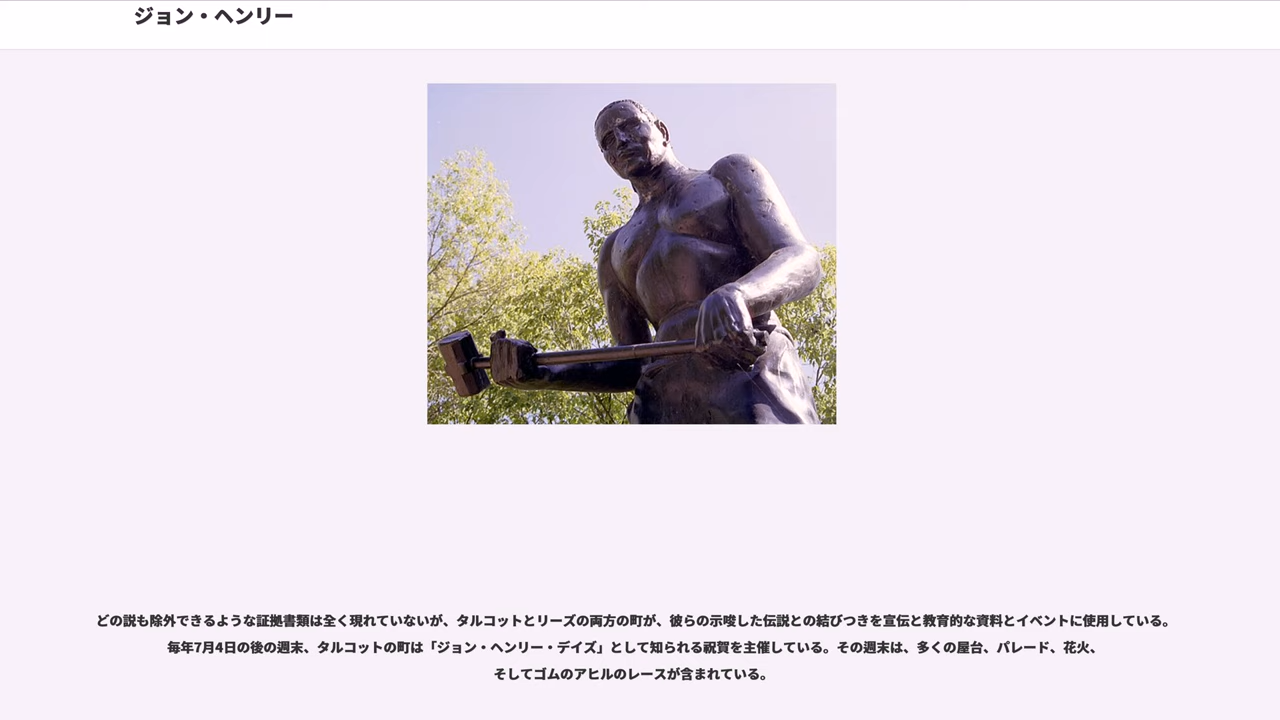 ジョン・ヘンリー
どの説も除外できるような証拠書類は全く現れていないが、タルコットとリーズの両方の町が、彼らの示唆した伝説との結びつきを宣伝と教育的な資料とイベントに使用している。
毎年7月4日の後の週末、タルコットの町は「ジョン・ヘンリー・デイズ」として知られる祝賀を主催している。その週末は、多くの屋台、パレード、花火、
そしてゴムのアヒルのレースが含まれている。